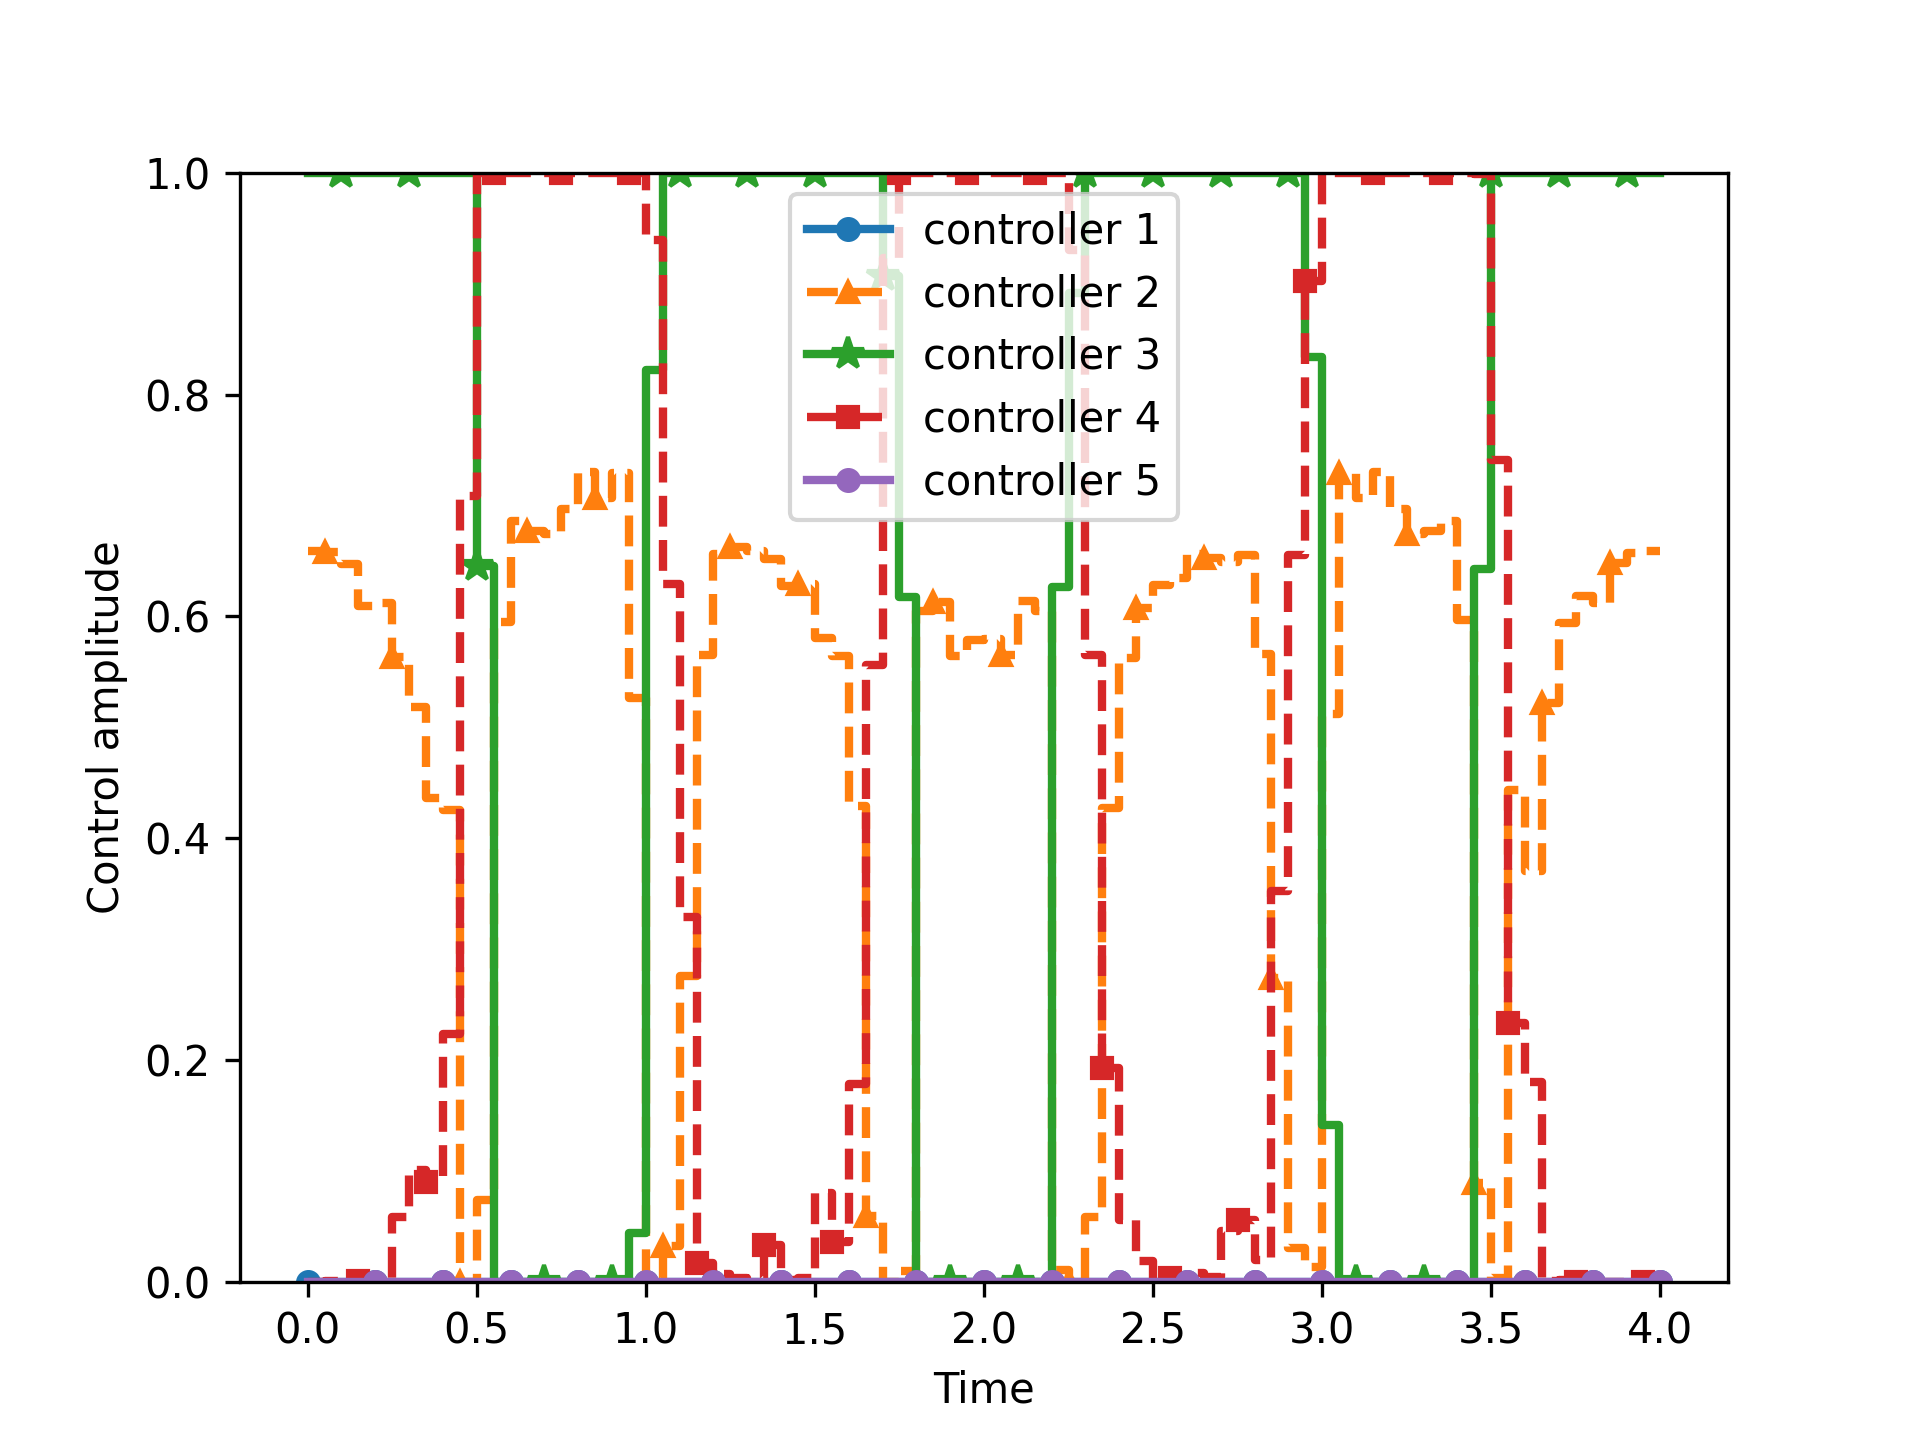 1.0
0.8
0.6
0.4
0.2
0.0
Control amplitude
controller 1
controller 2
controller 3
controller 4
controller 5
0.0 0.5 1.0 1.5 2.0 2.5 3.0 3.5 4.0
Time